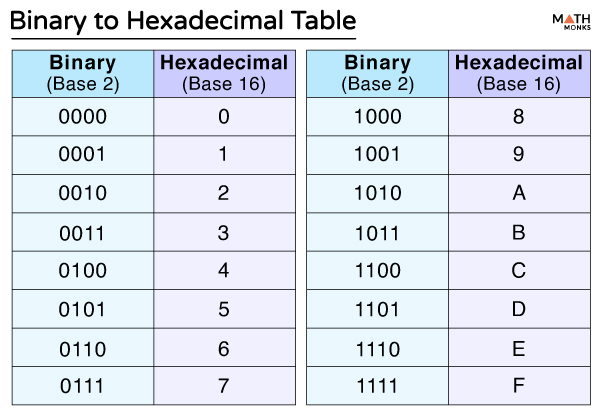 Binary to Hexadecimal Table
MATH
MONKS
Binary Hexadecimal Binary Hexadecimal
(Base 2) (Base 16) (Base 2) (Base 16)
0000 0 1000 8
0001 1 1001 9
0010 2 1010 A
0011 3 1011 B
0100 4 1100 C
0101 5 1101 D
0110 6 1110 E
0111 7 1111 F